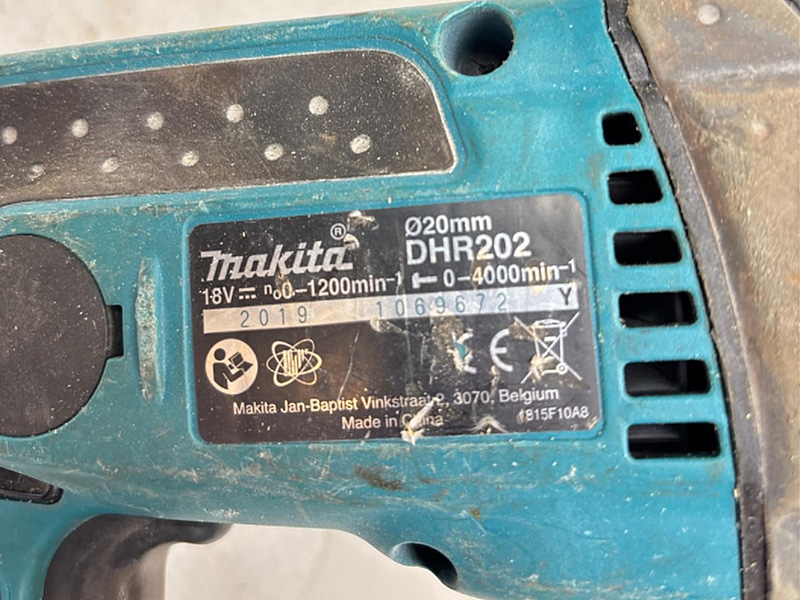 makita® Ø20mm
DHR202
18V⎓ n₀0-1200min⁻¹ 0-4000min⁻¹
2019 1069672 Y
CE
Makita Jan-Baptist Vinkstraat 2, 3070, Belgium
Made in China 1815F10A8